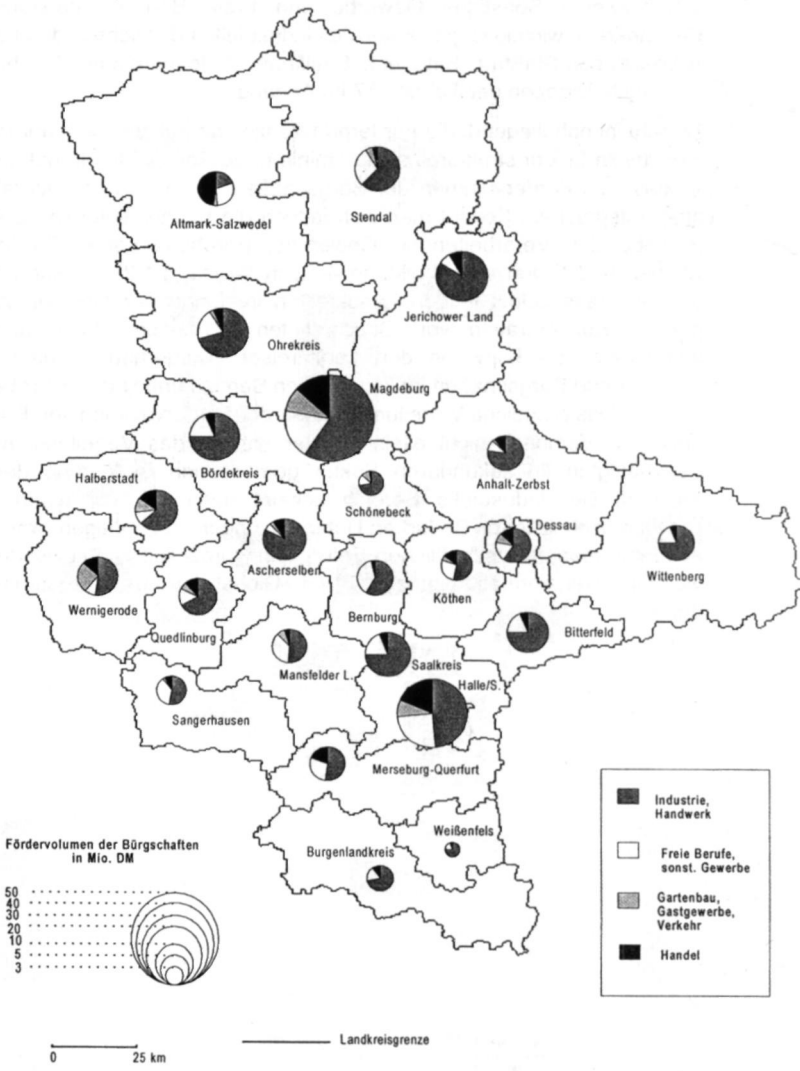 Altmark-Salzwedel
Stendal
Jerichower Land
Ohrekreis
Magdeburg
Bördekreis
Halberstadt
Schönebeck
Anhalt-Zerbst
Dessau
Wittenberg
Aschersleben
Wernigerode
Quedlinburg
Bernburg
Köthen
Bitterfeld
Mansfelder L.
Saalkreis
Halle/S.
Sangerhausen
Merseburg-Querfurt
Weißenfels
Burgenlandkreis
Fördervolumen der Bürgschaften
in Mio. DM
50
40
30
20
10
5
3
Industrie,
Handwerk
Freie Berufe,
sonst. Gewerbe
Gartenbau,
Gastgewerbe,
Verkehr
Handel
0 25 km
Landkreisgrenze